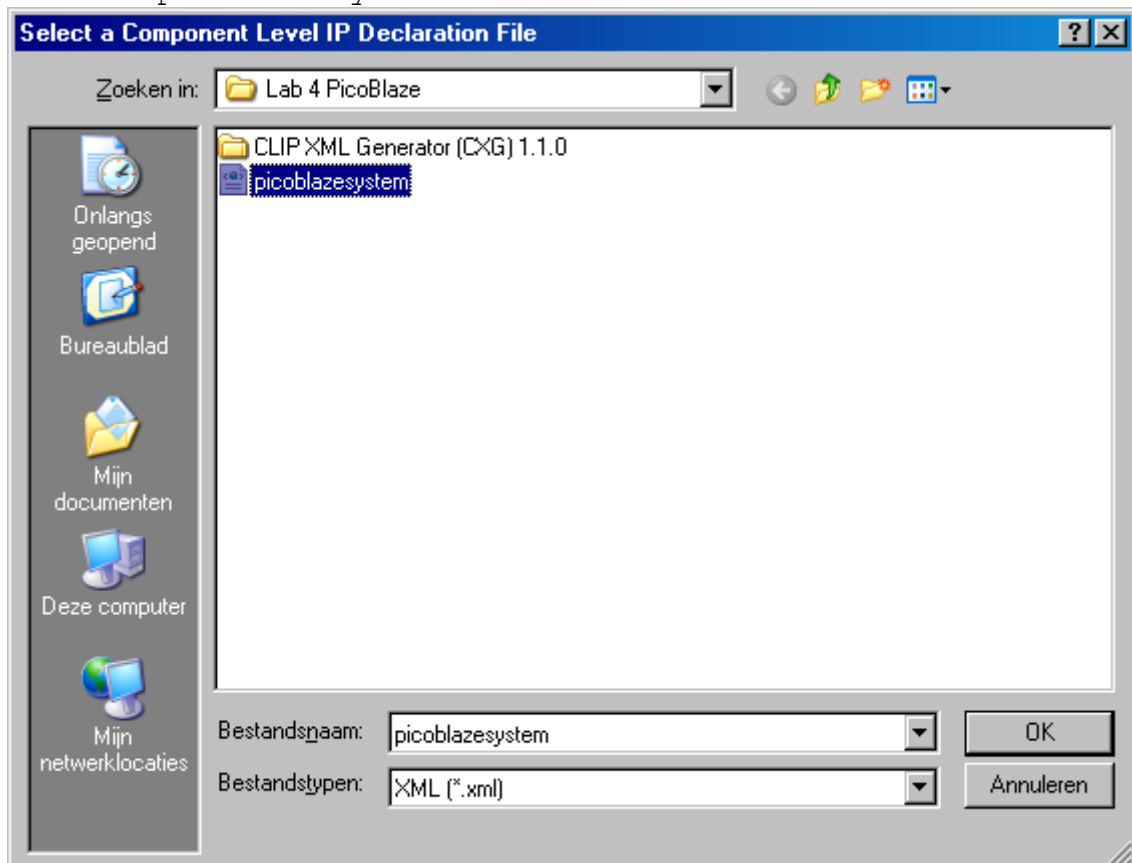 Select a Component Level IP Declaration File
Zoeken in:
Lab 4 PicoBlaze
CLIP XML Generator (CXG) 1.1.0
picoblazesystem
Onlangs
geopend
Bureaublad
Mijn
documenten
Deze computer
Mijn
netwerklocaties
Bestandsnaam:
picoblazesystem
OK
Bestandstypen:
XML (*.xml)
Annuleren